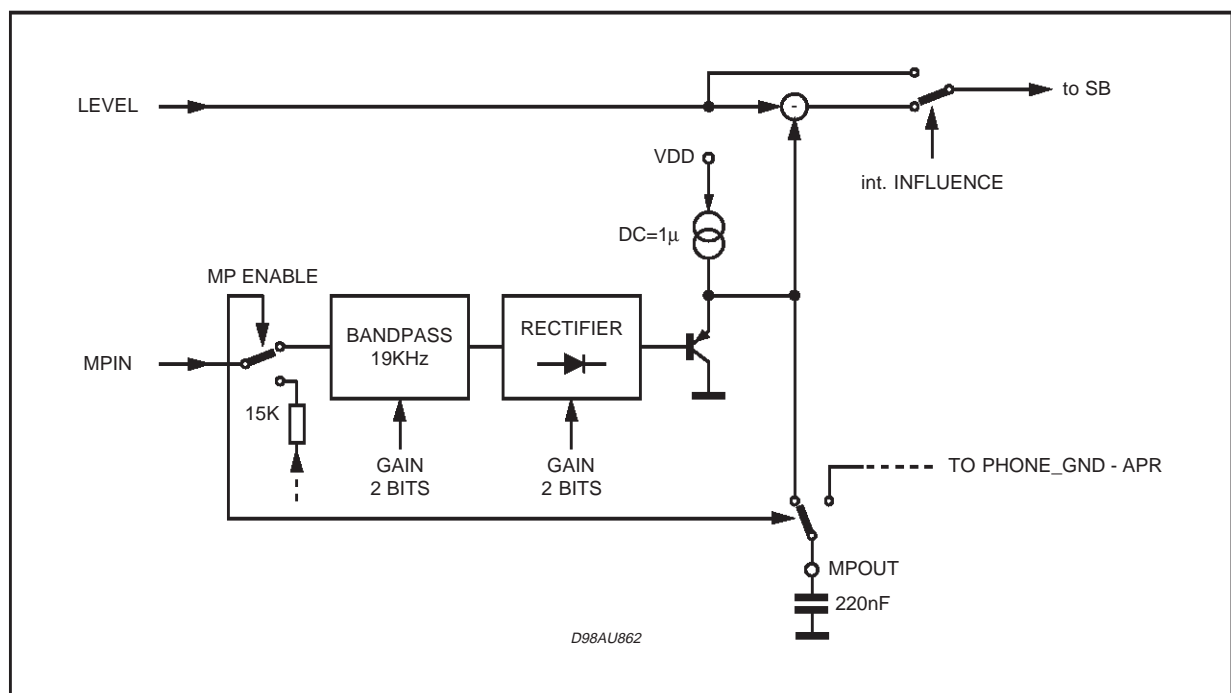 LEVEL
to SB
-
VDD
int. INFLUENCE
DC=1μ
MP ENABLE
BANDPASS
19KHz
RECTIFIER
MPIN
15K
GAIN
2 BITS
GAIN
2 BITS
TO PHONE_GND - APR
MPOUT
220nF
D98AU862